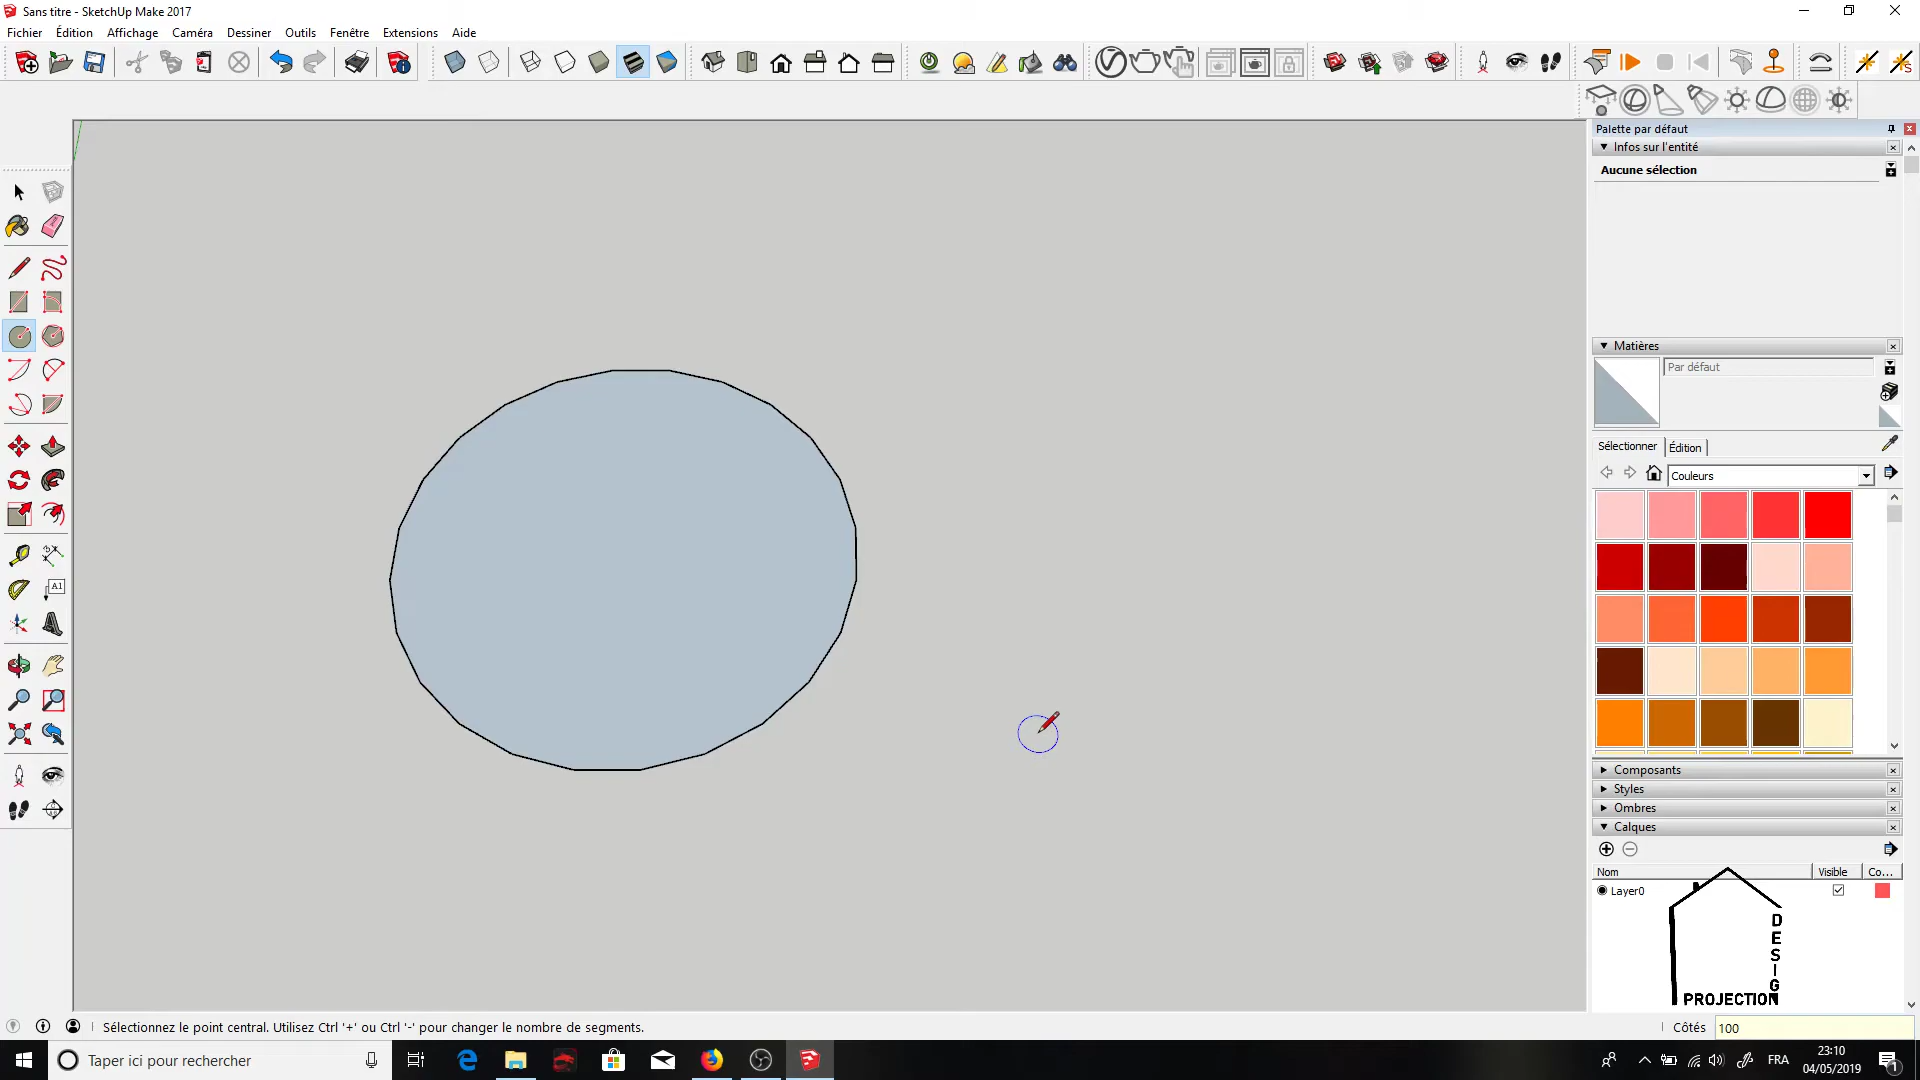 Sans titre - SketchUp Make 2017
Fichier Édition Affichage Caméra Dessiner Outils Fenêtre Extensions Aide
Palette par défaut
Infos sur l'entité
Aucune sélection
Matières
Par défaut
Sélectionner Édition
Couleurs
A1
Composants
Styles
Ombres
Calques
Nom Visible Co...
Layer0
DESIGN
PROJECTION
Sélectionnez le point central. Utilisez Ctrl '+' ou Ctrl '-' pour changer le nombre de segments.
Côtés 100
Taper ici pour rechercher
FRA
23:10
04/05/2019
1